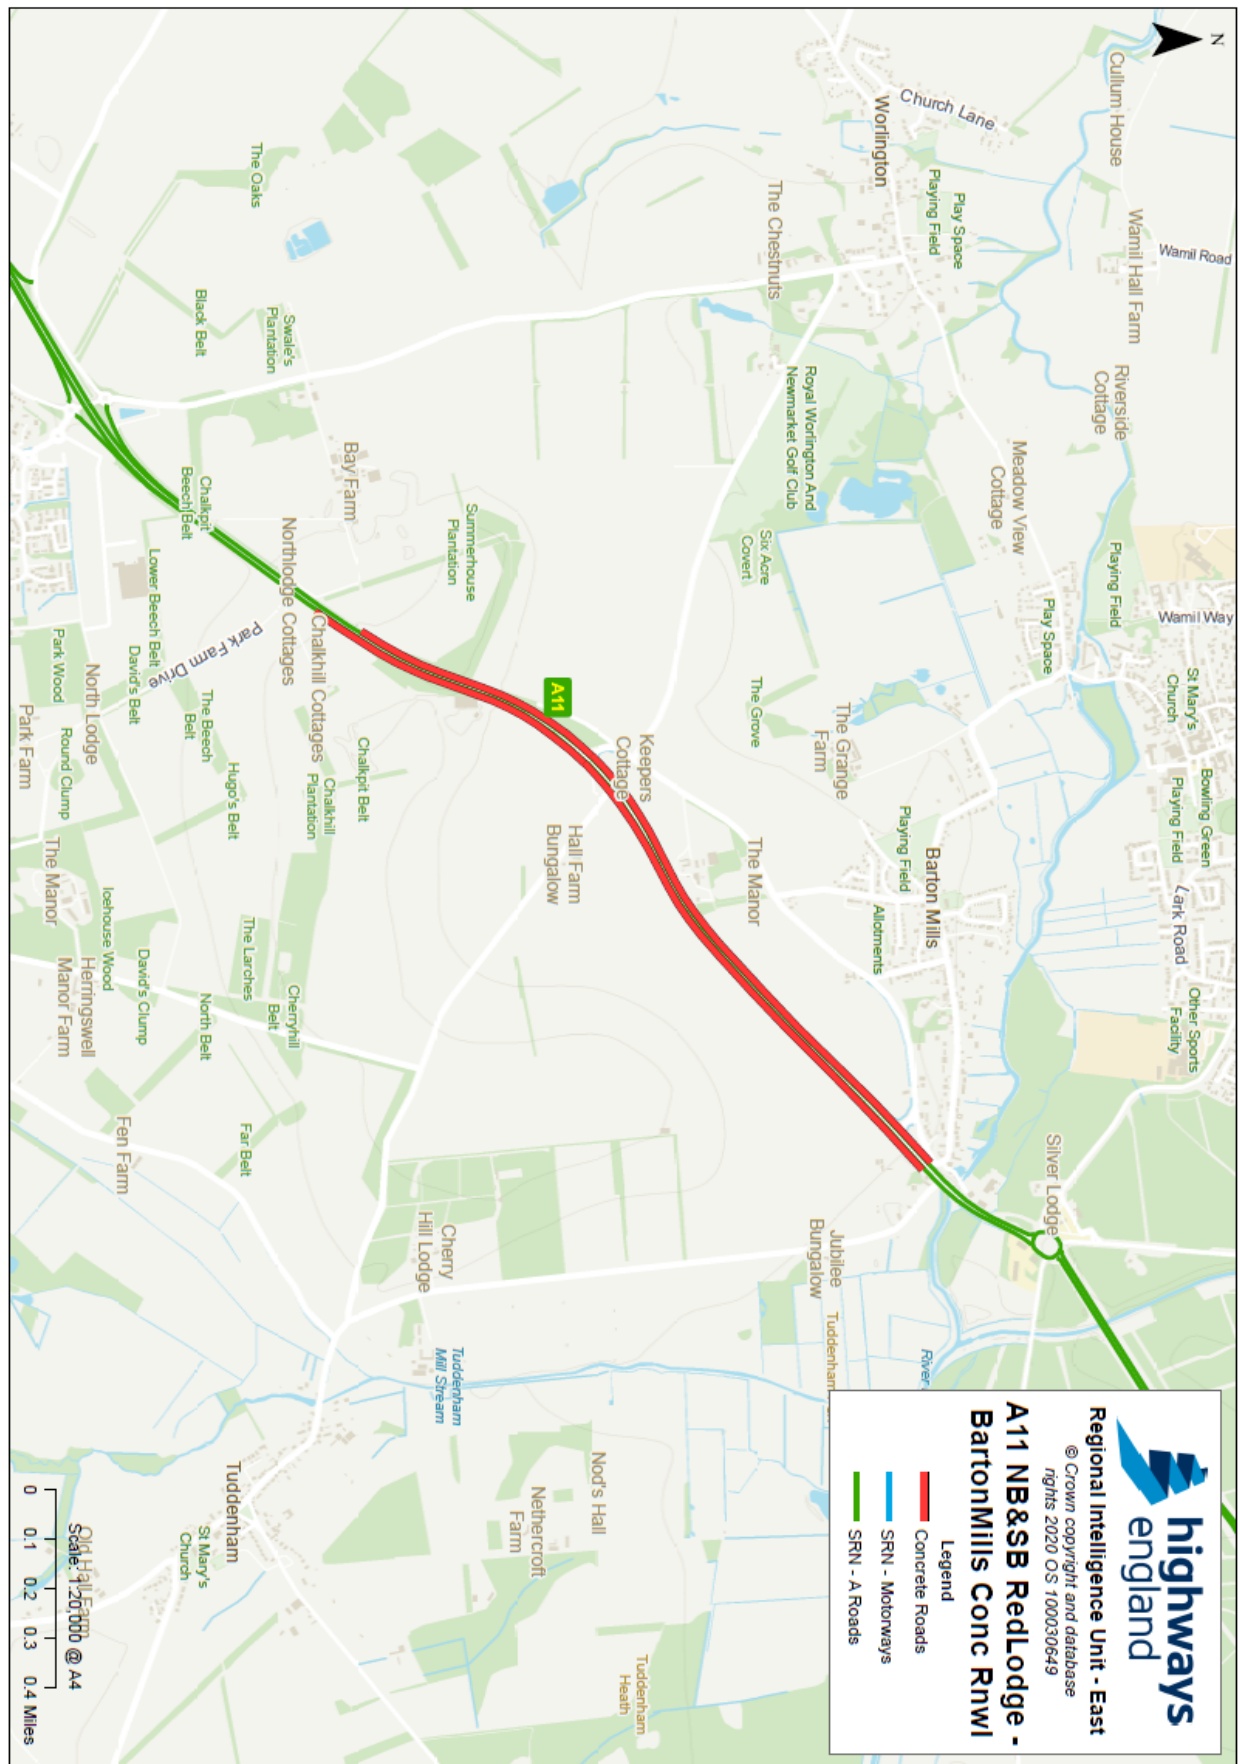 N
Cullum House
Church Lane
Worlington
Wamil Road
Wamil Hall Farm
Play Space
Playing Field
The Chestnuts
The Oaks
Riverside
Cottage
Royal Worlington And
Newmarket Golf Club
Swale's
Plantation
Black Belt
Meadow View
Cottage
Playing Field
Wamil Way
Play Space
Six Acre
Covert
Summerhouse
Plantation
Bay Farm
Chalkpit
Beech Belt
Northlodge Cottages
Lower Beech Belt
Chalkhill Cottages
Park Farm Drive
David's Belt
The Beech
Belt
Park Wood
North Lodge
Round Clump
Park Farm
Hugo's Belt
Chalkhill
Plantation
Chalkpit Belt
A11
Keepers
Cottage
The Grove
The Grange
Farm
St Mary's
Church
Bowling Green
Playing Field
Lark Road
Other Sports
Facility
Playing Field
Barton Mills
Allotments
The Manor
Hall Farm
Bungalow
The Manor
Icehouse Wood
Herringswell
Manor Farm
David's Clump
The Larches
Cherryhill
Belt
North Belt
Far Belt
Fen Farm
Silver Lodge
Jubilee
Bungalow
Cherry
Hill Lodge
Tuddenham
Mill Stream
Tuddenham
River
Nod's Hall
Nethercroft
Farm
Tuddenham
St Mary's
Church
Old Hall Farm
Tuddenham
Heath
highways
england
Regional Intelligence Unit - East
© Crown copyright and database
rights 2020 OS 100030649
A11 NB&SB RedLodge -
BartonMills Conc Rnwl
Legend
Concrete Roads
SRN - Motorways
SRN - A Roads
Scale: 1:20,000 @ A4
0 0.1 0.2 0.3 0.4 Miles